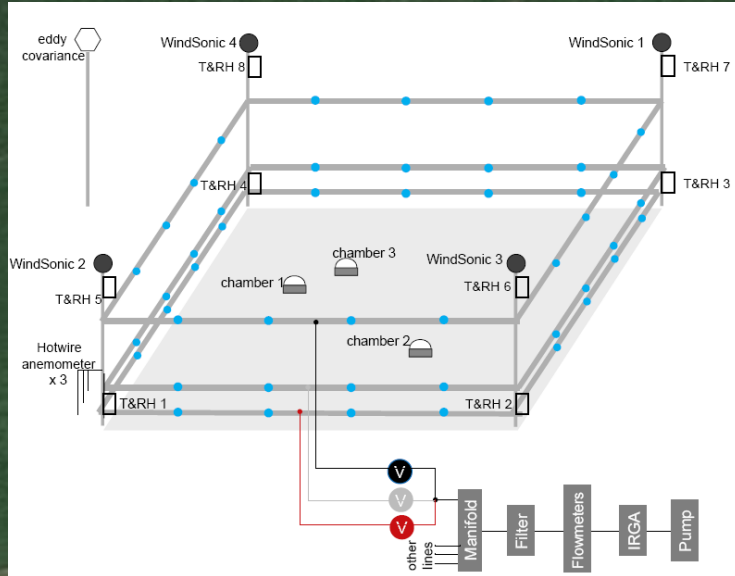 eddy
covariance
WindSonic 4
WindSonic 1
T&RH 8
T&RH 7
T&RH 4
T&RH 3
WindSonic 2
chamber 3
WindSonic 3
chamber 1
T&RH 5
T&RH 6
Hotwire
anemometer
x 3
chamber 2
T&RH 1
T&RH 2
V
V
V
other
lines
Manifold
Filter
Flowmeters
IRGA
Pump